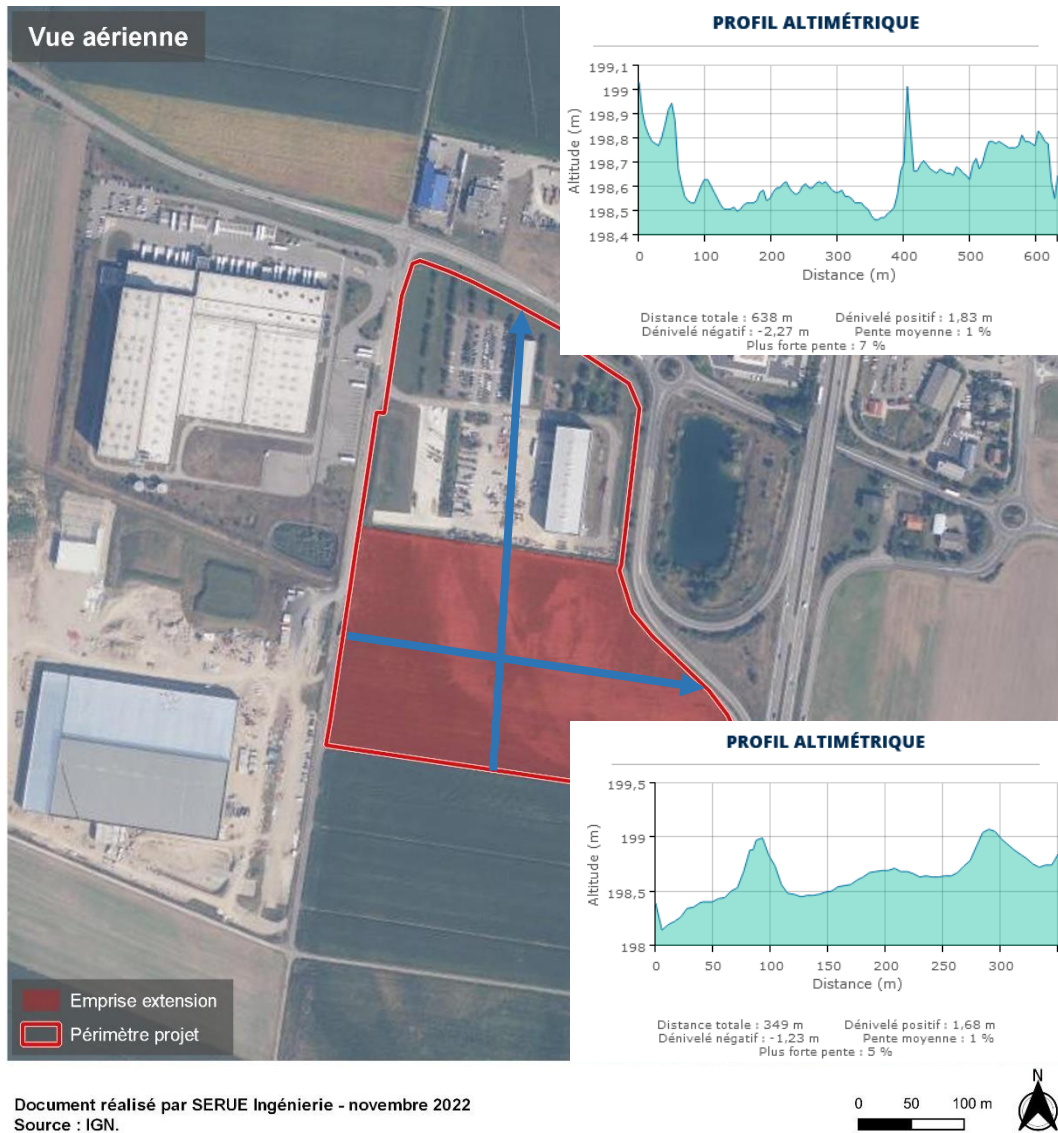 Vue aérienne
PROFIL ALTIMÉTRIQUE
Altitude (m)
199,1
199
198,9
198,8
198,7
198,6
198,5
198,4
0 100 200 300 400 500 600
Distance (m)
Distance totale : 638 m Dénivelé positif : 1,83 m
Dénivelé négatif : -2,27 m Pente moyenne : 1 %
Plus forte pente : 7 %
PROFIL ALTIMÉTRIQUE
Altitude (m)
199,5
199
198,5
198
0 50 100 150 200 250 300
Distance (m)
Distance totale : 349 m Dénivelé positif : 1,68 m
Dénivelé négatif : -1,23 m Pente moyenne : 1 %
Plus forte pente : 5 %
Emprise extension
Périmètre projet
Document réalisé par SERUE Ingénierie - novembre 2022
Source : IGN.
0 50 100 m
N